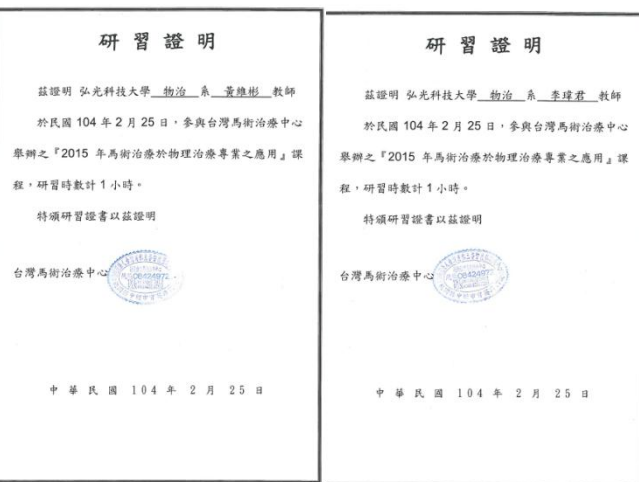 研習證明
茲證明 弘光科技大學 物治 系 黃維彬 教師
於民國 104 年 2 月 25 日,參與台灣馬術治療中心
舉辦之『2015 年馬術治療於物理治療專業之應用』課
程,研習時數計 1 小時。
特頒研習證書以茲證明
台灣馬術治療中心
中 華 民 國 104 年 2 月 25 日
研習證明
茲證明 弘光科技大學 物治 系 李瑋君 教師
於民國 104 年 2 月 25 日,參與台灣馬術治療中心
舉辦之『2015 年馬術治療於物理治療專業之應用』課
程,研習時數計 1 小時。
特頒研習證書以茲證明
台灣馬術治療中心
中 華 民 國 104 年 2 月 25 日